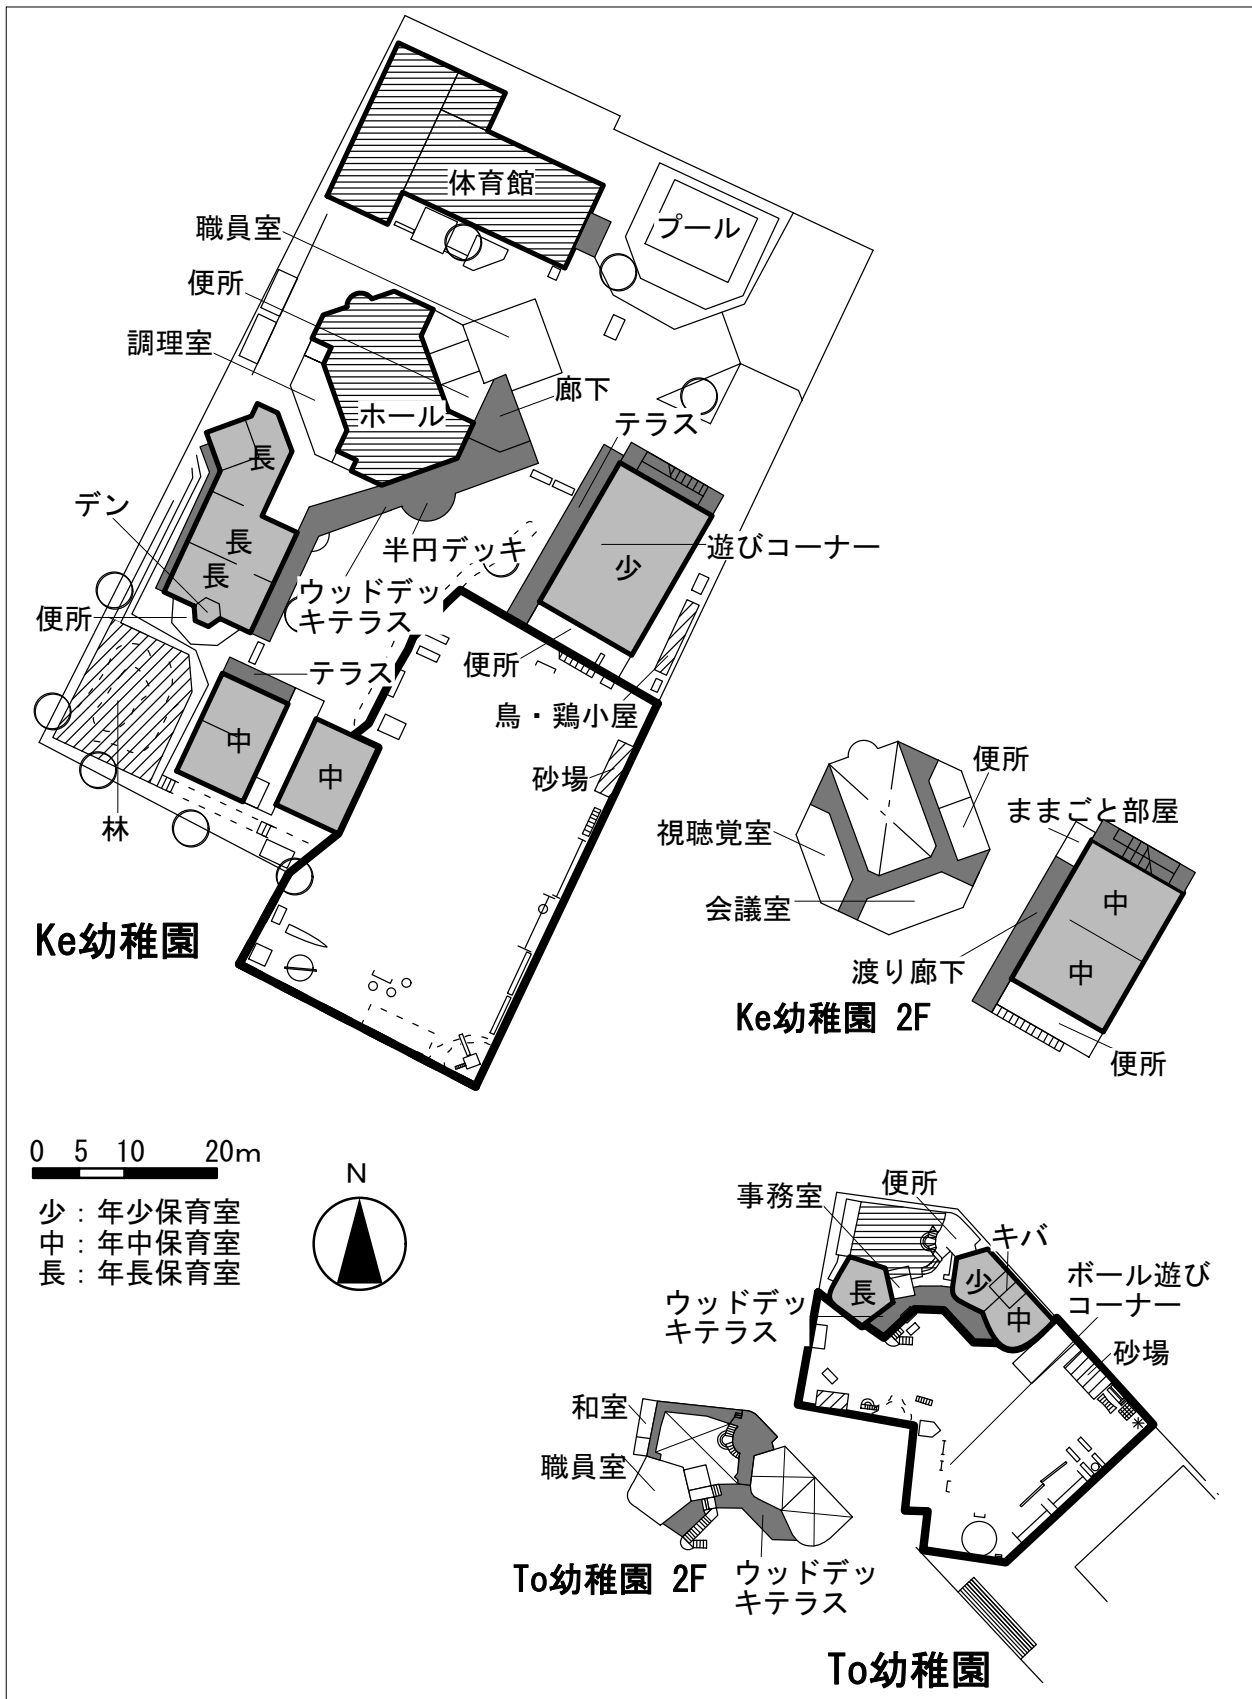 体育館
プール
職員室
便所
調理室
ホール
廊下
テラス
長
デン
長
長
半円デッキ
少
遊びコーナー
ウッドデッ
キテラス
便所
便所
テラス
鳥・鶏小屋
中
中
砂場
林
Ke幼稚園
便所
ままごと部屋
視聴覚室
会議室
中
中
渡り廊下
便所
Ke幼稚園 2F
0 5 10 20m
N
少：年少保育室
中：年中保育室
長：年長保育室
事務室
便所
キバ
ボール遊び
コーナー
少
長
中
ウッドデッ
キテラス
砂場
和室
職員室
To幼稚園 2F
ウッドデッ
キテラス
To幼稚園